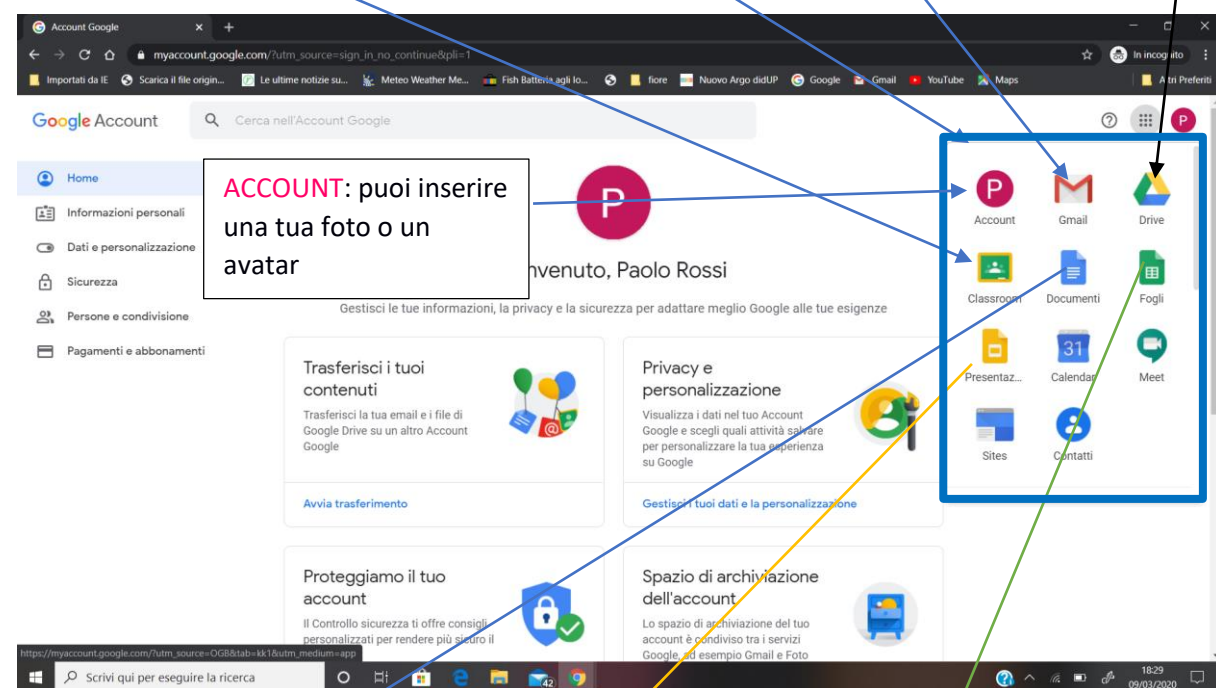 Account Google
myaccount.google.com/?utm_source=sign_in_no_continue&pli=1
In incognito
Importati da IE
Scarica il file origin...
Le ultime notizie su...
Meteo Weather Me...
Fish Batteria agli Io...
fiore
Nuovo Argo didUP
Google
Gmail
YouTube
Maps
Altri Preferiti
Google Account
Cerca nell'Account Google
P
Home
Informazioni personali
Dati e personalizzazione
Sicurezza
Persone e condivisione
Pagamenti e abbonamenti
ACCOUNT: puoi inserire
una tua foto o un
avatar
P
nvenuto, Paolo Rossi
Gestisci le tue informazioni, la privacy e la sicurezza per adattare meglio Google alle tue esigenze
Trasferisci i tuoi
contenuti
Trasferisci la tua email e i file di
Google Drive su un altro Account
Google
Avvia trasferimento
Privacy e
personalizzazione
Visualizza i dati nel tuo Account
Google e scegli quali attività salvare
per personalizzare la tua esperienza
su Google
Gestisci i tuoi dati e la personalizzazione
Proteggiamo il tuo
account
Il Controllo sicurezza ti offre consigli
personalizzati per rendere più sicuro il
Spazio di archiviazione
dell'account
Lo spazio di archiviazione del tuo
account è condiviso tra i servizi
Google, ad esempio Gmail e Foto
P
Account
Gmail
Drive
Classroom
Documenti
Fogli
Presentaz...
31
Calendar
Meet
Sites
Contatti
https://myaccount.google.com/?utm_source=OGB&tab=kk1&utm_medium=app
Scrivi qui per eseguire la ricerca
42
18:29
09/03/2020